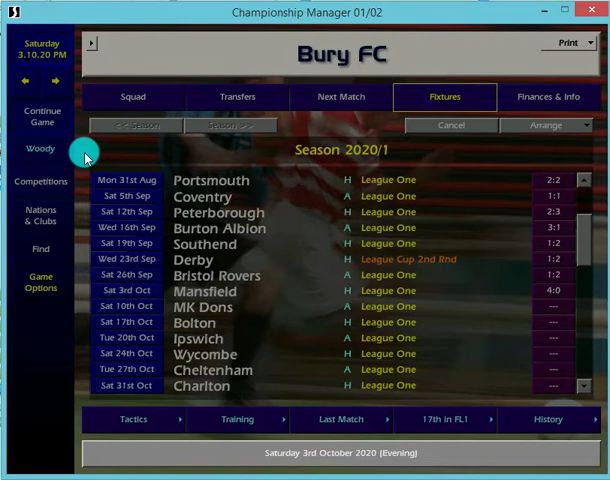 Championship Manager 01/02
Saturday
3.10.20 PM
Continue
Game
Woody
Competitions
Nations
& Clubs
Find
Game
Options
Bury FC
Print
Squad Transfers Next Match Fixtures Finances & Info
<< Season Season >> Cancel Arrange
Season 2020/1
Mon 31st Aug Portsmouth H League One 2:2
Sat 5th Sep Coventry A League One 1:1
Sat 12th Sep Peterborough H League One 2:3
Wed 16th Sep Burton Albion A League One 3:1
Sat 19th Sep Southend A League One 1:2
Wed 23rd Sep Derby H League Cup 2nd Rnd 1:2
Sat 26th Sep Bristol Rovers A League One 1:2
Sat 3rd Oct Mansfield H League One 4:0
Sat 10th Oct MK Dons A League One ---
Sat 17th Oct Bolton H League One ---
Tue 20th Oct Ipswich A League One ---
Sat 24th Oct Wycombe H League One ---
Tue 27th Oct Cheltenham A League One ---
Sat 31st Oct Charlton H League One ---
Tactics Training Last Match 17th in FL1 History
Saturday 3rd October 2020 (Evening)